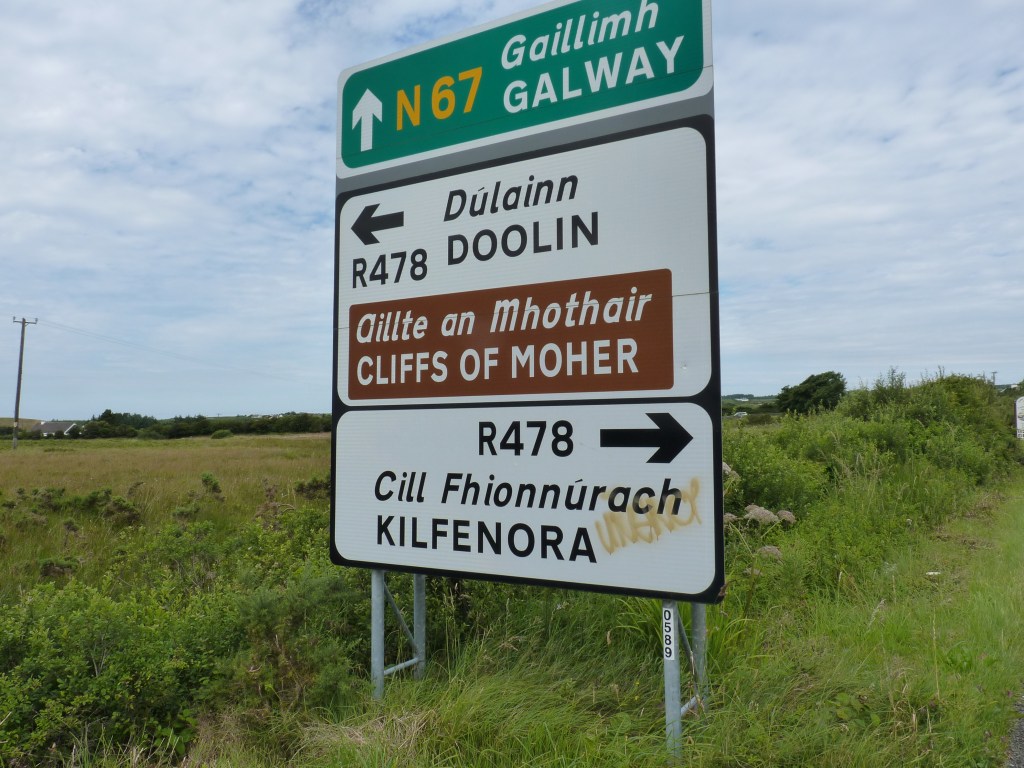 Gaillimh
N67 GALWAY
Dúlainn
R478 DOOLIN
Aillte an Mhothair
CLIFFS OF MOHER
R478
Cill Fhionnúrach
KILFENORA
0589